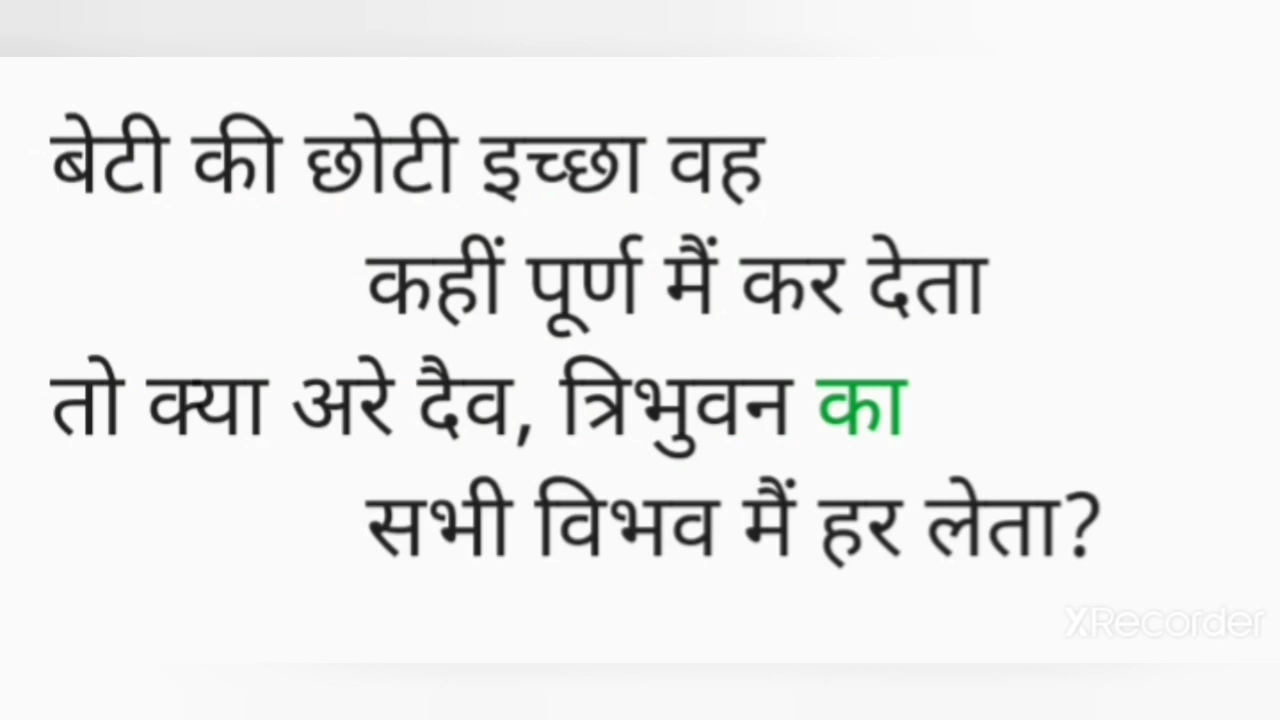 बेटी की छोटी इच्छा वह
कहीं पूर्ण मैं कर देता
तो क्या अरे दैव, त्रिभुवन का
सभी विभव मैं हर लेता?
XRecorder